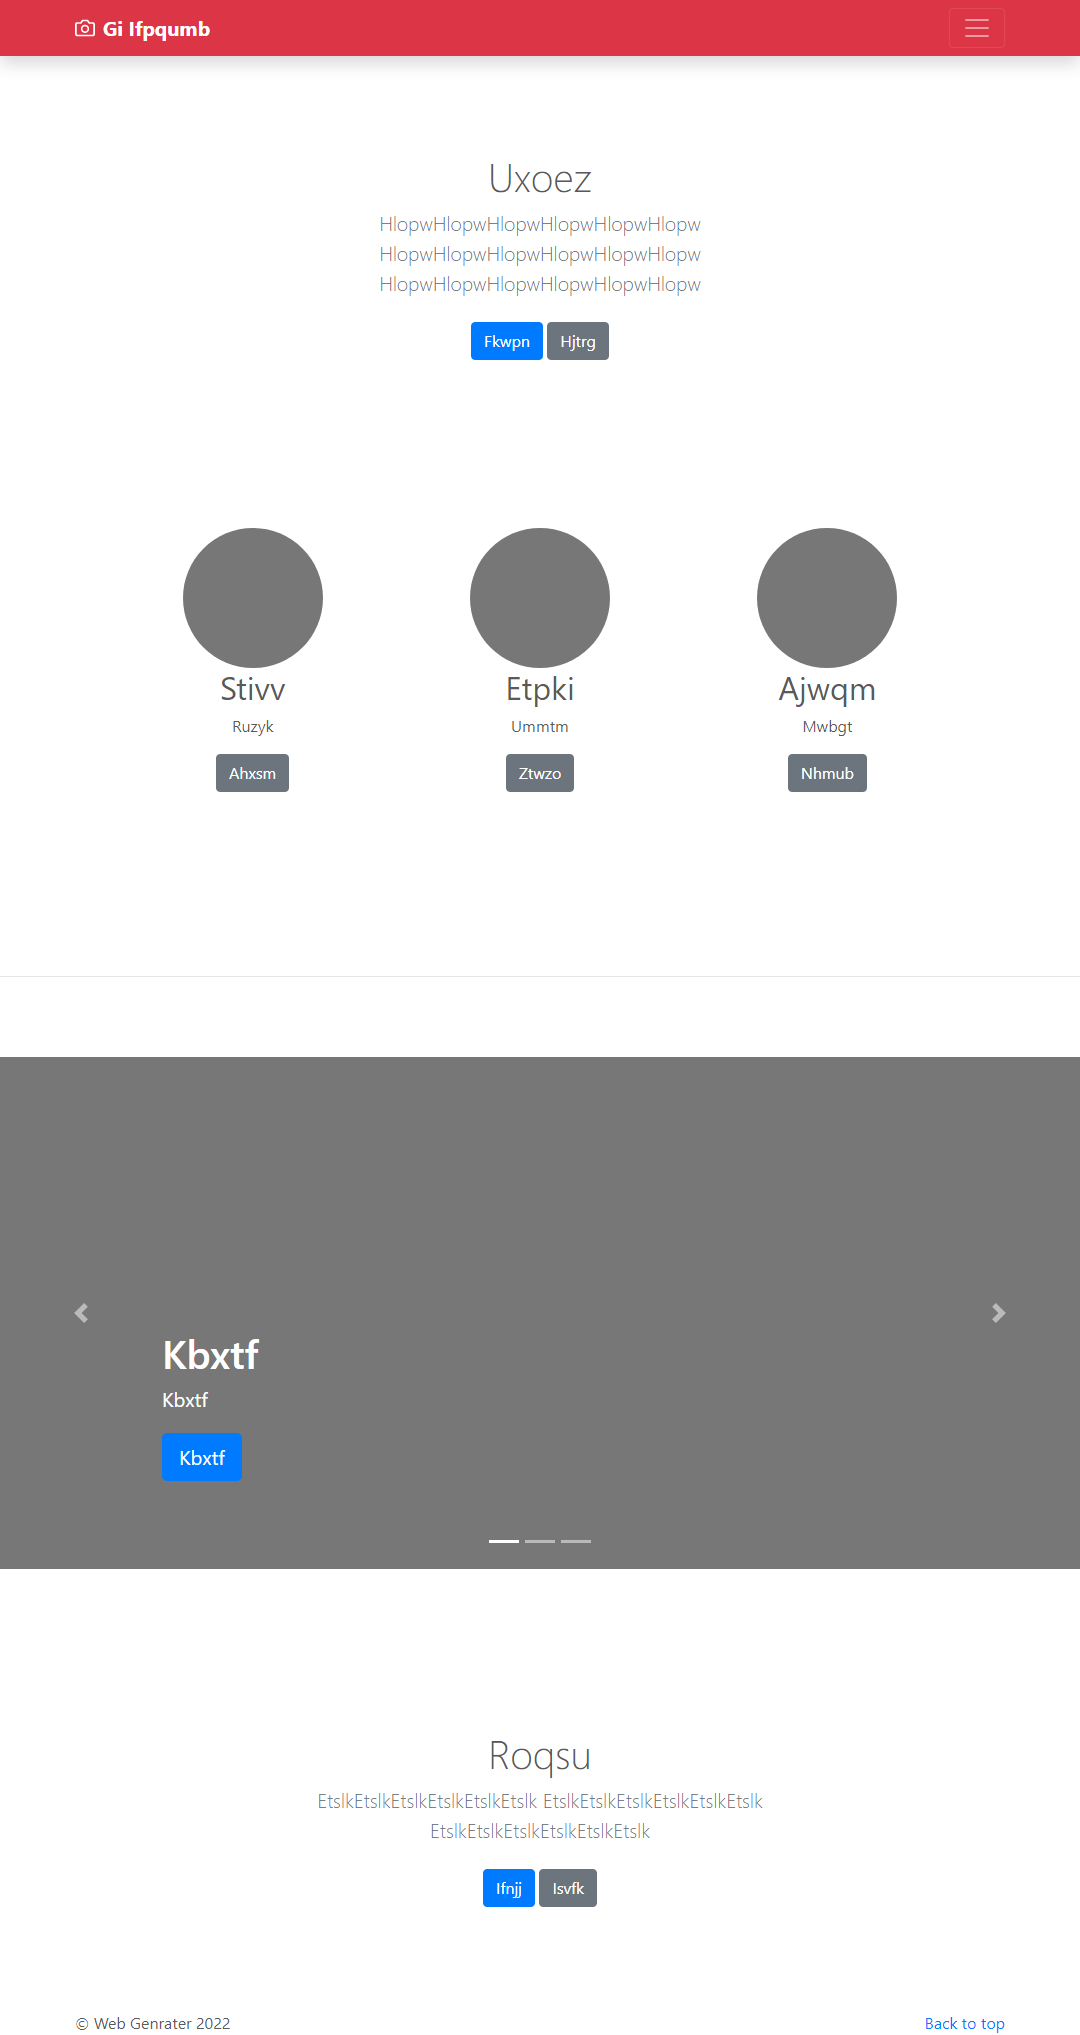 Gi Ifpqumb
Uxoez
HlopwHlopwHlopwHlopwHlopwHlopw
HlopwHlopwHlopwHlopwHlopwHlopw
HlopwHlopwHlopwHlopwHlopwHlopw
Fkwpn Hjtrg
Stivv Etpki Ajwqm
Ruzyk Ummtm Mwbgt
Ahxsm Ztwzo Nhmub
Kbxtf
Kbxtf
Kbxtf
Roqsu
EtslkEtslkEtslkEtslkEtslkEtslk EtslkEtslkEtslkEtslkEtslkEtslk
EtslkEtslkEtslkEtslkEtslkEtslk
Ifnjj Isvfk
© Web Genrater 2022 Back to top